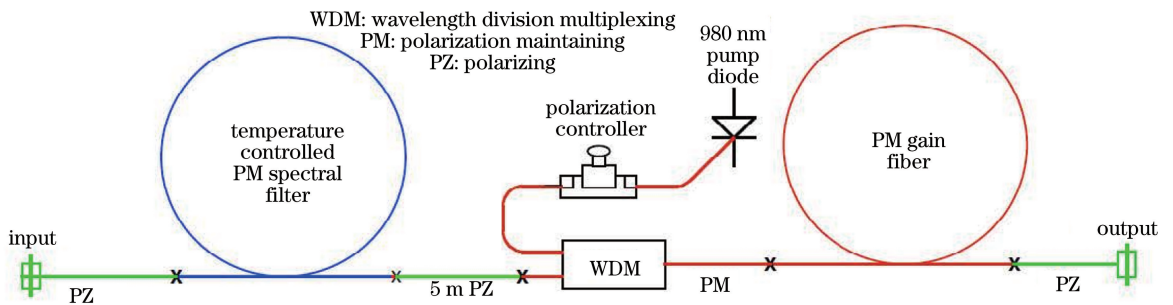 WDM: wavelength division multiplexing
PM: polarization maintaining
PZ: polarizing
980 nm
pump
diode
polarization
controller
temperature
controlled
PM spectral
filter
PM gain
fiber
input
output
PZ
5 m PZ
WDM
PM
PZ